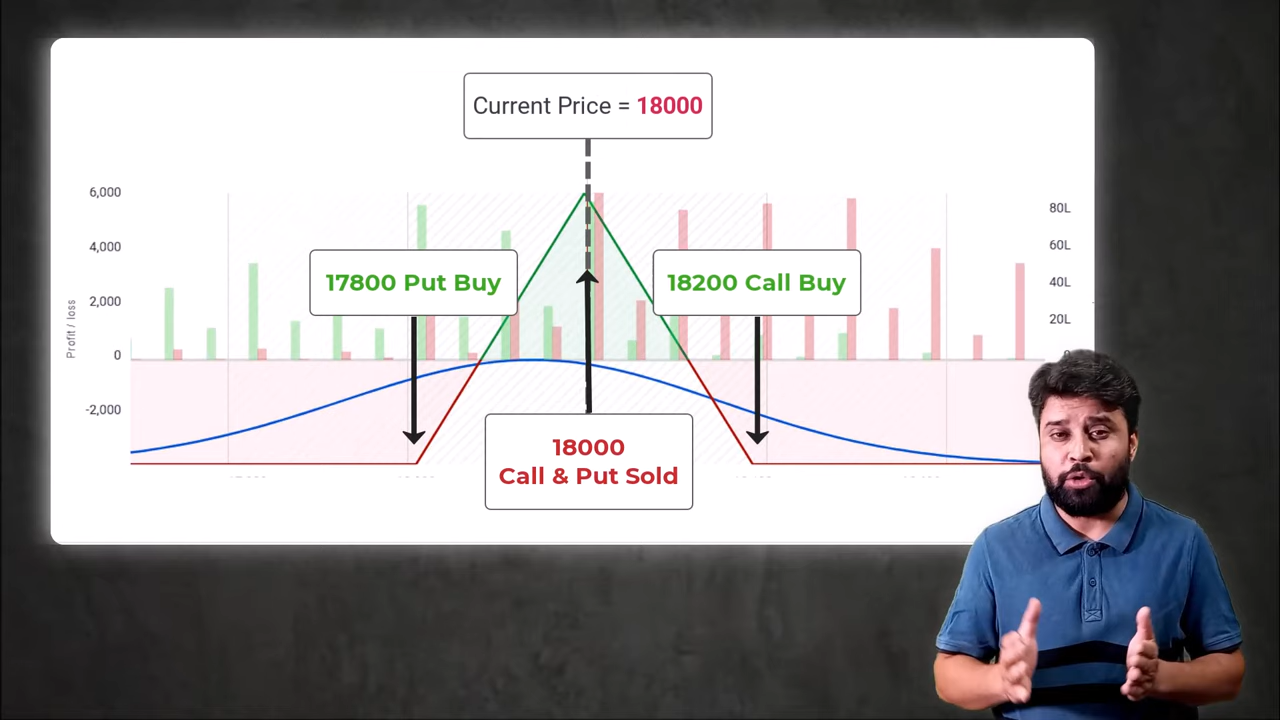 Current Price = 18000
6,000
80L
4,000
60L
17800 Put Buy
18200 Call Buy
40L
2,000
20L
Profit / loss
0
-2,000
18000
Call & Put Sold